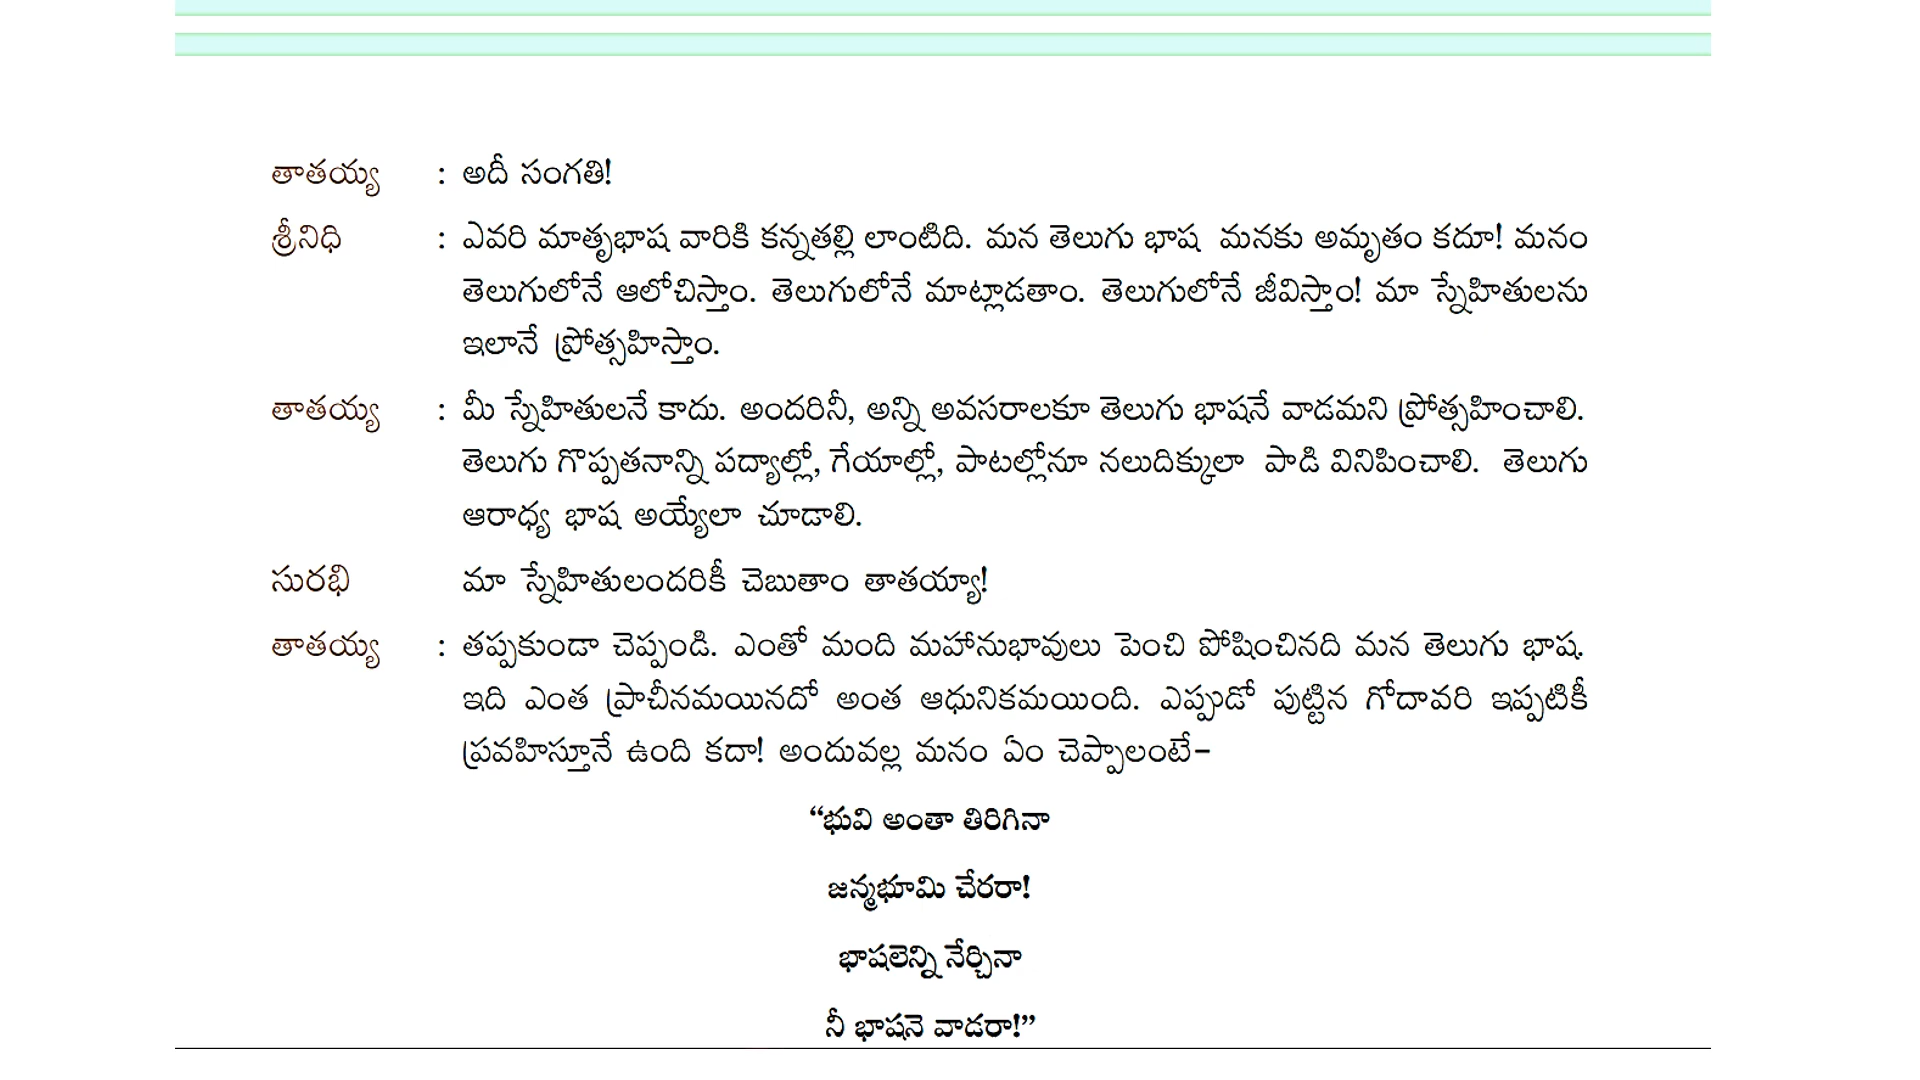 తాతయ్య : అదీ సంగతి!
శ్రీనిధి : ఎవరి మాతృభాష వారికి కన్నతల్లి లాంటిది. మన తెలుగు భాష మనకు అమృతం కదూ! మనం
తెలుగులోనే ఆలోచిస్తాం. తెలుగులోనే మాట్లాడతాం. తెలుగులోనే జీవిస్తాం! మా స్నేహితులను
ఇలానే ప్రోత్సహిస్తాం.
తాతయ్య : మీ స్నేహితులనే కాదు. అందరినీ, అన్ని అవసరాలకూ తెలుగు భాషనే వాడమని ప్రోత్సహించాలి.
తెలుగు గొప్పతనాన్ని పద్యాల్లో, గేయాల్లో, పాటల్లోనూ నలుదిక్కులా పాడి వినిపించాలి. తెలుగు
ఆరాధ్య భాష అయ్యేలా చూడాలి.
సురభి మా స్నేహితులందరికీ చెబుతాం తాతయ్యా!
తాతయ్య : తప్పకుండా చెప్పండి. ఎంతో మంది మహానుభావులు పెంచి పోషించినది మన తెలుగు భాష.
ఇది ఎంత ప్రాచీనమయినదో అంత ఆధునికమయింది. ఎప్పుడో పుట్టిన గోదావరి ఇప్పటికీ
ప్రవహిస్తూనే ఉంది కదా! అందువల్ల మనం ఏం చెప్పాలంటే–
“భువి అంతా తిరిగినా
జన్మభూమి చేరరా!
భాషలెన్ని నేర్చినా
నీ భాషనె వాడరా!”